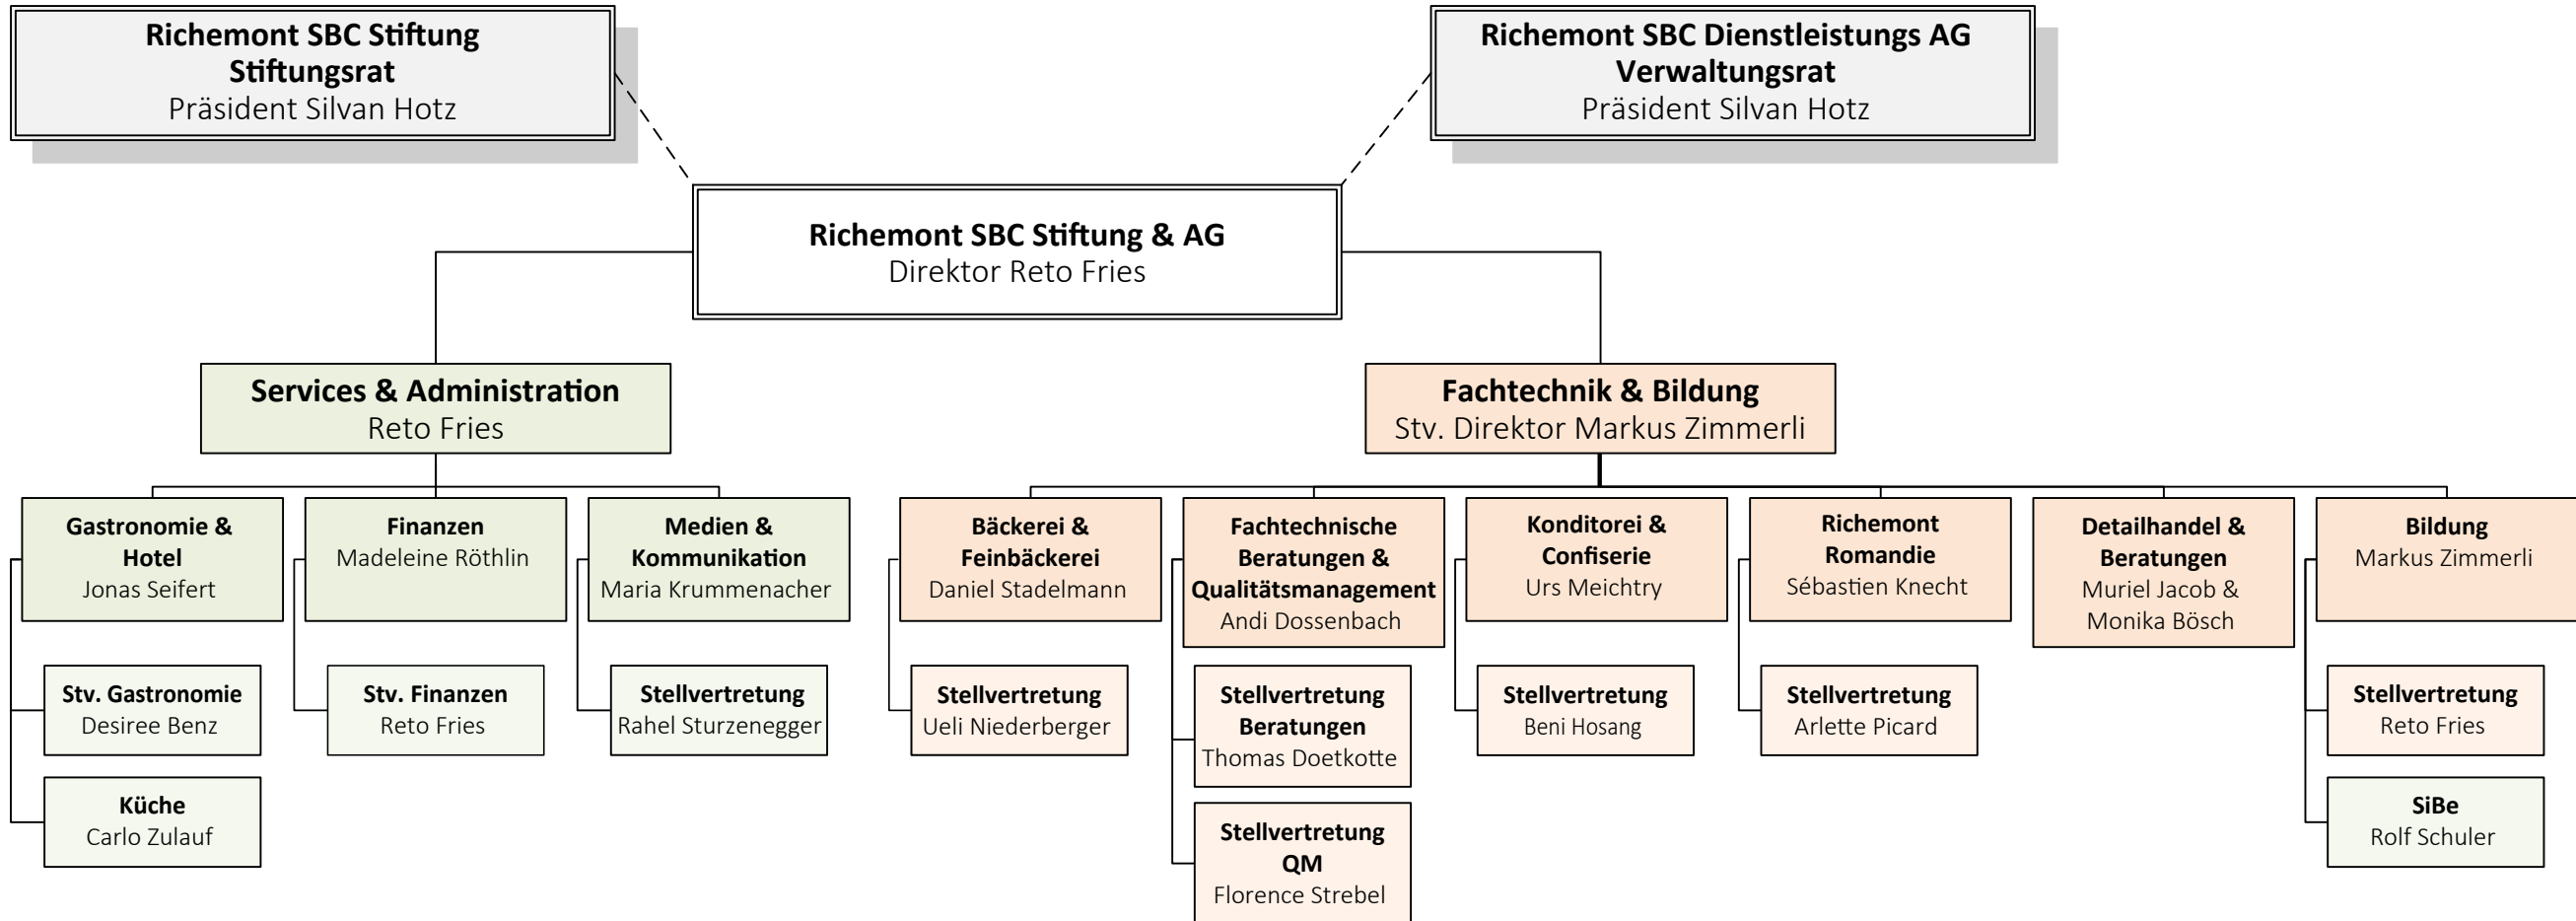 Richemont SBC Stiftung
Stiftungsrat
Präsident Silvan Hotz
Richemont SBC Dienstleistungs AG
Verwaltungsrat
Präsident Silvan Hotz
Richemont SBC Stiftung & AG
Direktor Reto Fries
Services & Administration
Reto Fries
Fachtechnik & Bildung
Stv. Direktor Markus Zimmerli
Gastronomie &
Hotel
Jonas Seifert
Finanzen
Madeleine Röthlin
Medien &
Kommunikation
Maria Krummenacher
Bäckerei &
Feinbäckerei
Daniel Stadelmann
Fachtechnische
Beratungen &
Qualitätsmanagement
Andi Dossenbach
Konditorei &
Confiserie
Urs Meichtry
Richemont
Romandie
Sébastien Knecht
Detailhandel &
Beratungen
Muriel Jacob &
Monika Bösch
Bildung
Markus Zimmerli
Stv. Gastronomie
Desiree Benz
Stv. Finanzen
Reto Fries
Stellvertretung
Rahel Sturzenegger
Stellvertretung
Ueli Niederberger
Stellvertretung
Beratungen
Thomas Doetkotte
Stellvertretung
Beni Hosang
Stellvertretung
Arlette Picard
Stellvertretung
Reto Fries
Küche
Carlo Zulauf
Stellvertretung
QM
Florence Strebel
SiBe
Rolf Schuler